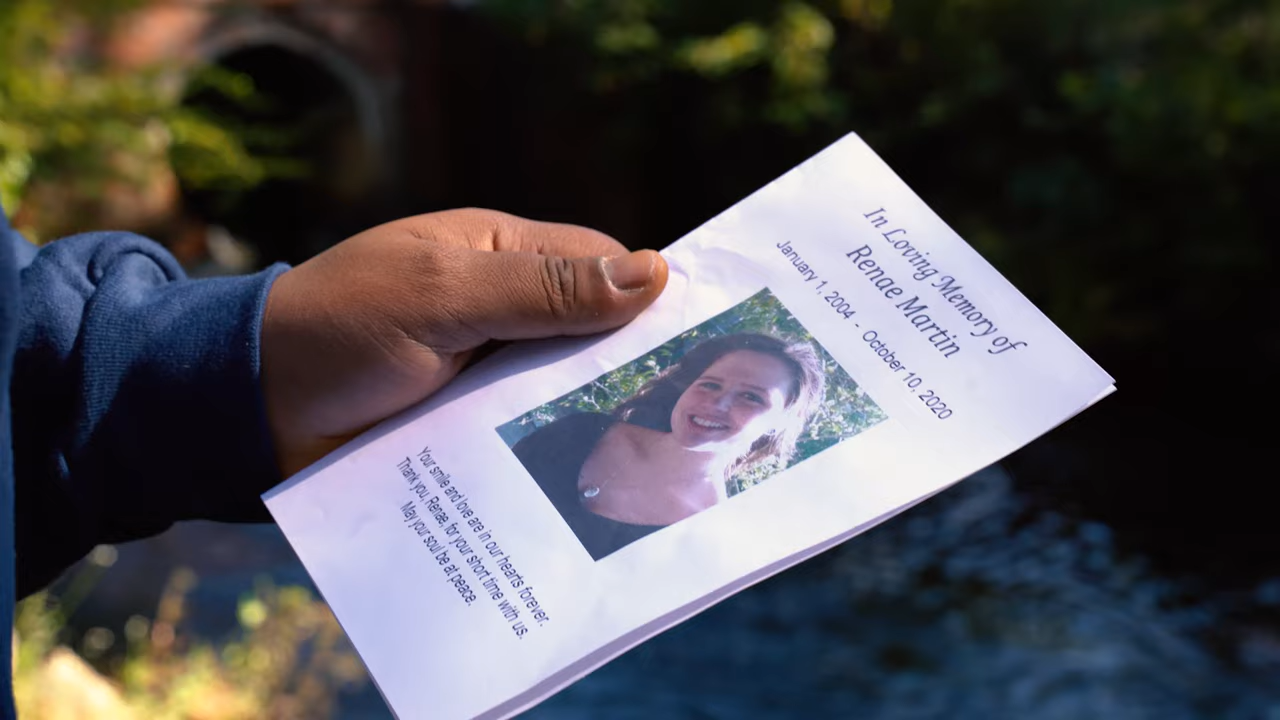 In Loving Memory of
Renae Martin
January 1, 2004 - October 10, 2020
Your smile and love are in our hearts forever.
Thank you, Renae, for your short time with us.
May your soul be at peace.